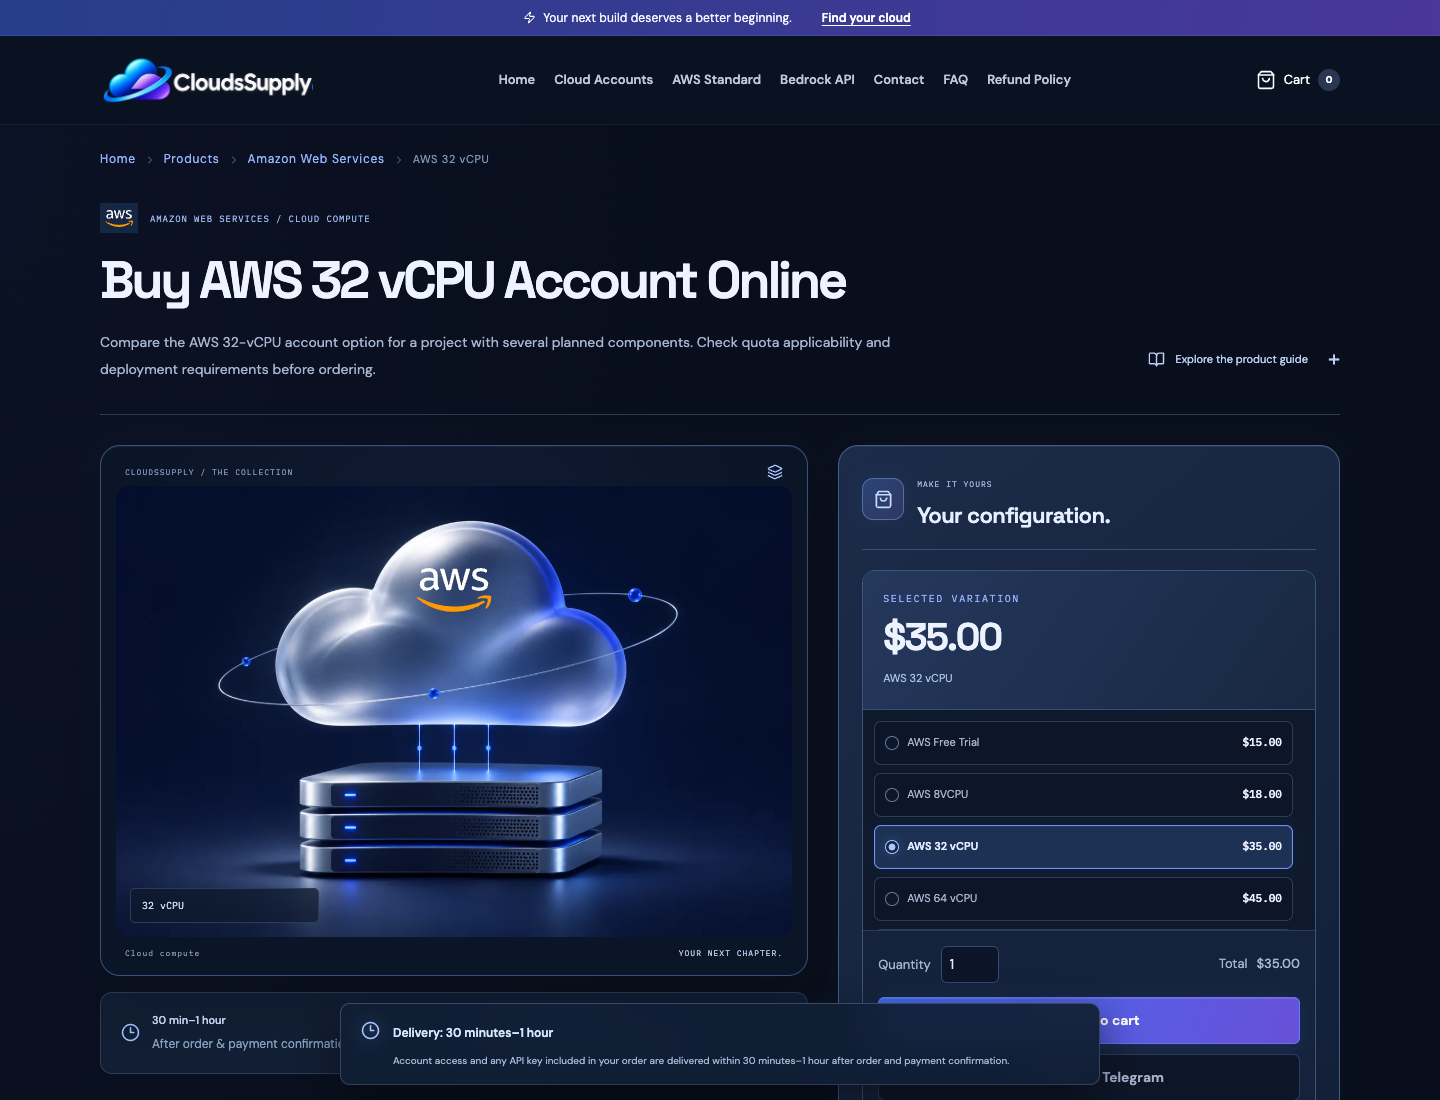 Your next build deserves a better beginning. Find your cloud
CloudsSupply
Home Cloud Accounts AWS Standard Bedrock API Contact FAQ Refund Policy
Cart 0
Home > Products > Amazon Web Services > AWS 32 vCPU
aws
AMAZON WEB SERVICES / CLOUD COMPUTE
Buy AWS 32 vCPU Account Online
Compare the AWS 32-vCPU account option for a project with several planned components. Check quota applicability and
deployment requirements before ordering.
Explore the product guide +
CLOUDSSUPPLY / THE COLLECTION
aws
32 vCPU
Cloud compute
YOUR NEXT CHAPTER.
30 min–1 hour
After order & payment
MAKE IT YOURS
Your configuration.
SELECTED VARIATION
$35.00
AWS 32 vCPU
AWS Free Trial $15.00
AWS 8VCPU $18.00
AWS 32 vCPU $35.00
AWS 64 vCPU $45.00
Quantity 1
Total $35.00
cart
Telegram
Delivery: 30 minutes–1 hour
Account access and any API key included in your order are delivered within 30 minutes–1 hour after order and payment confirmation.